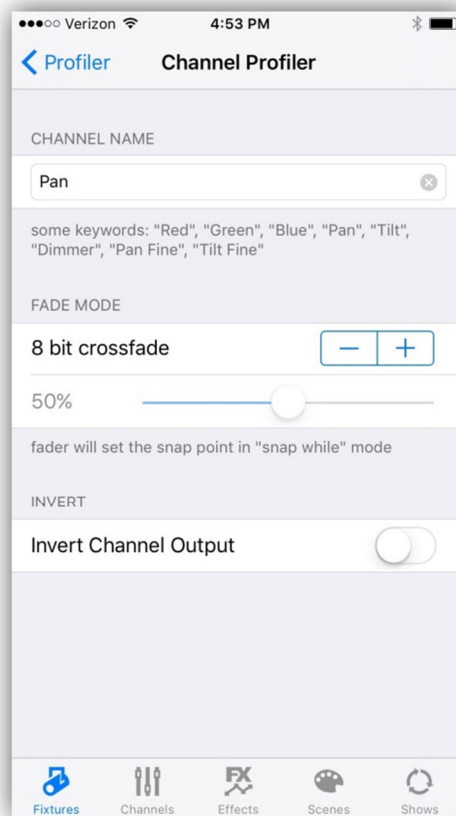 Verizon 4:53 PM
Profiler Channel Profiler
CHANNEL NAME
Pan
some keywords: "Red", "Green", "Blue", "Pan", "Tilt",
"Dimmer", "Pan Fine", "Tilt Fine"
FADE MODE
8 bit crossfade − +
50%
fader will set the snap point in "snap while" mode
INVERT
Invert Channel Output
FX
Fixtures Channels Effects Scenes Shows